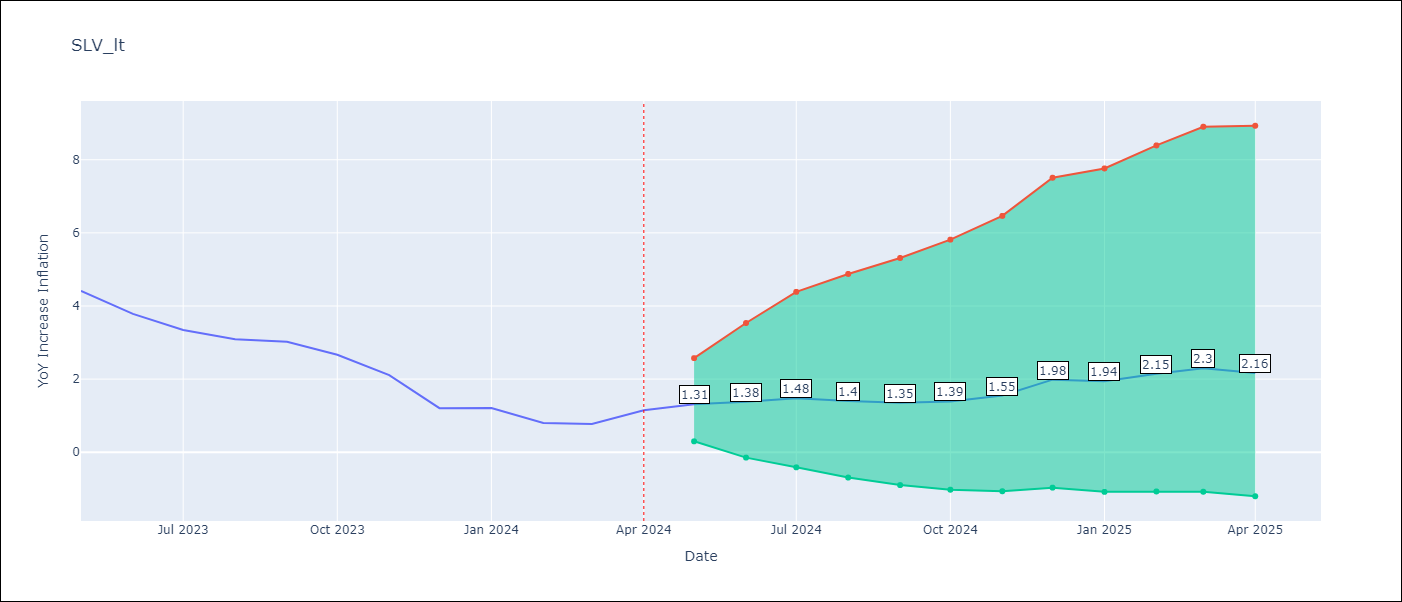 SLV_lt
YoY Increase Inflation
8
6
4
2
0
1.31
1.38
1.48
1.4
1.35
1.39
1.55
1.98
1.94
2.15
2.3
2.16
Jul 2023
Oct 2023
Jan 2024
Apr 2024
Jul 2024
Oct 2024
Jan 2025
Apr 2025
Date